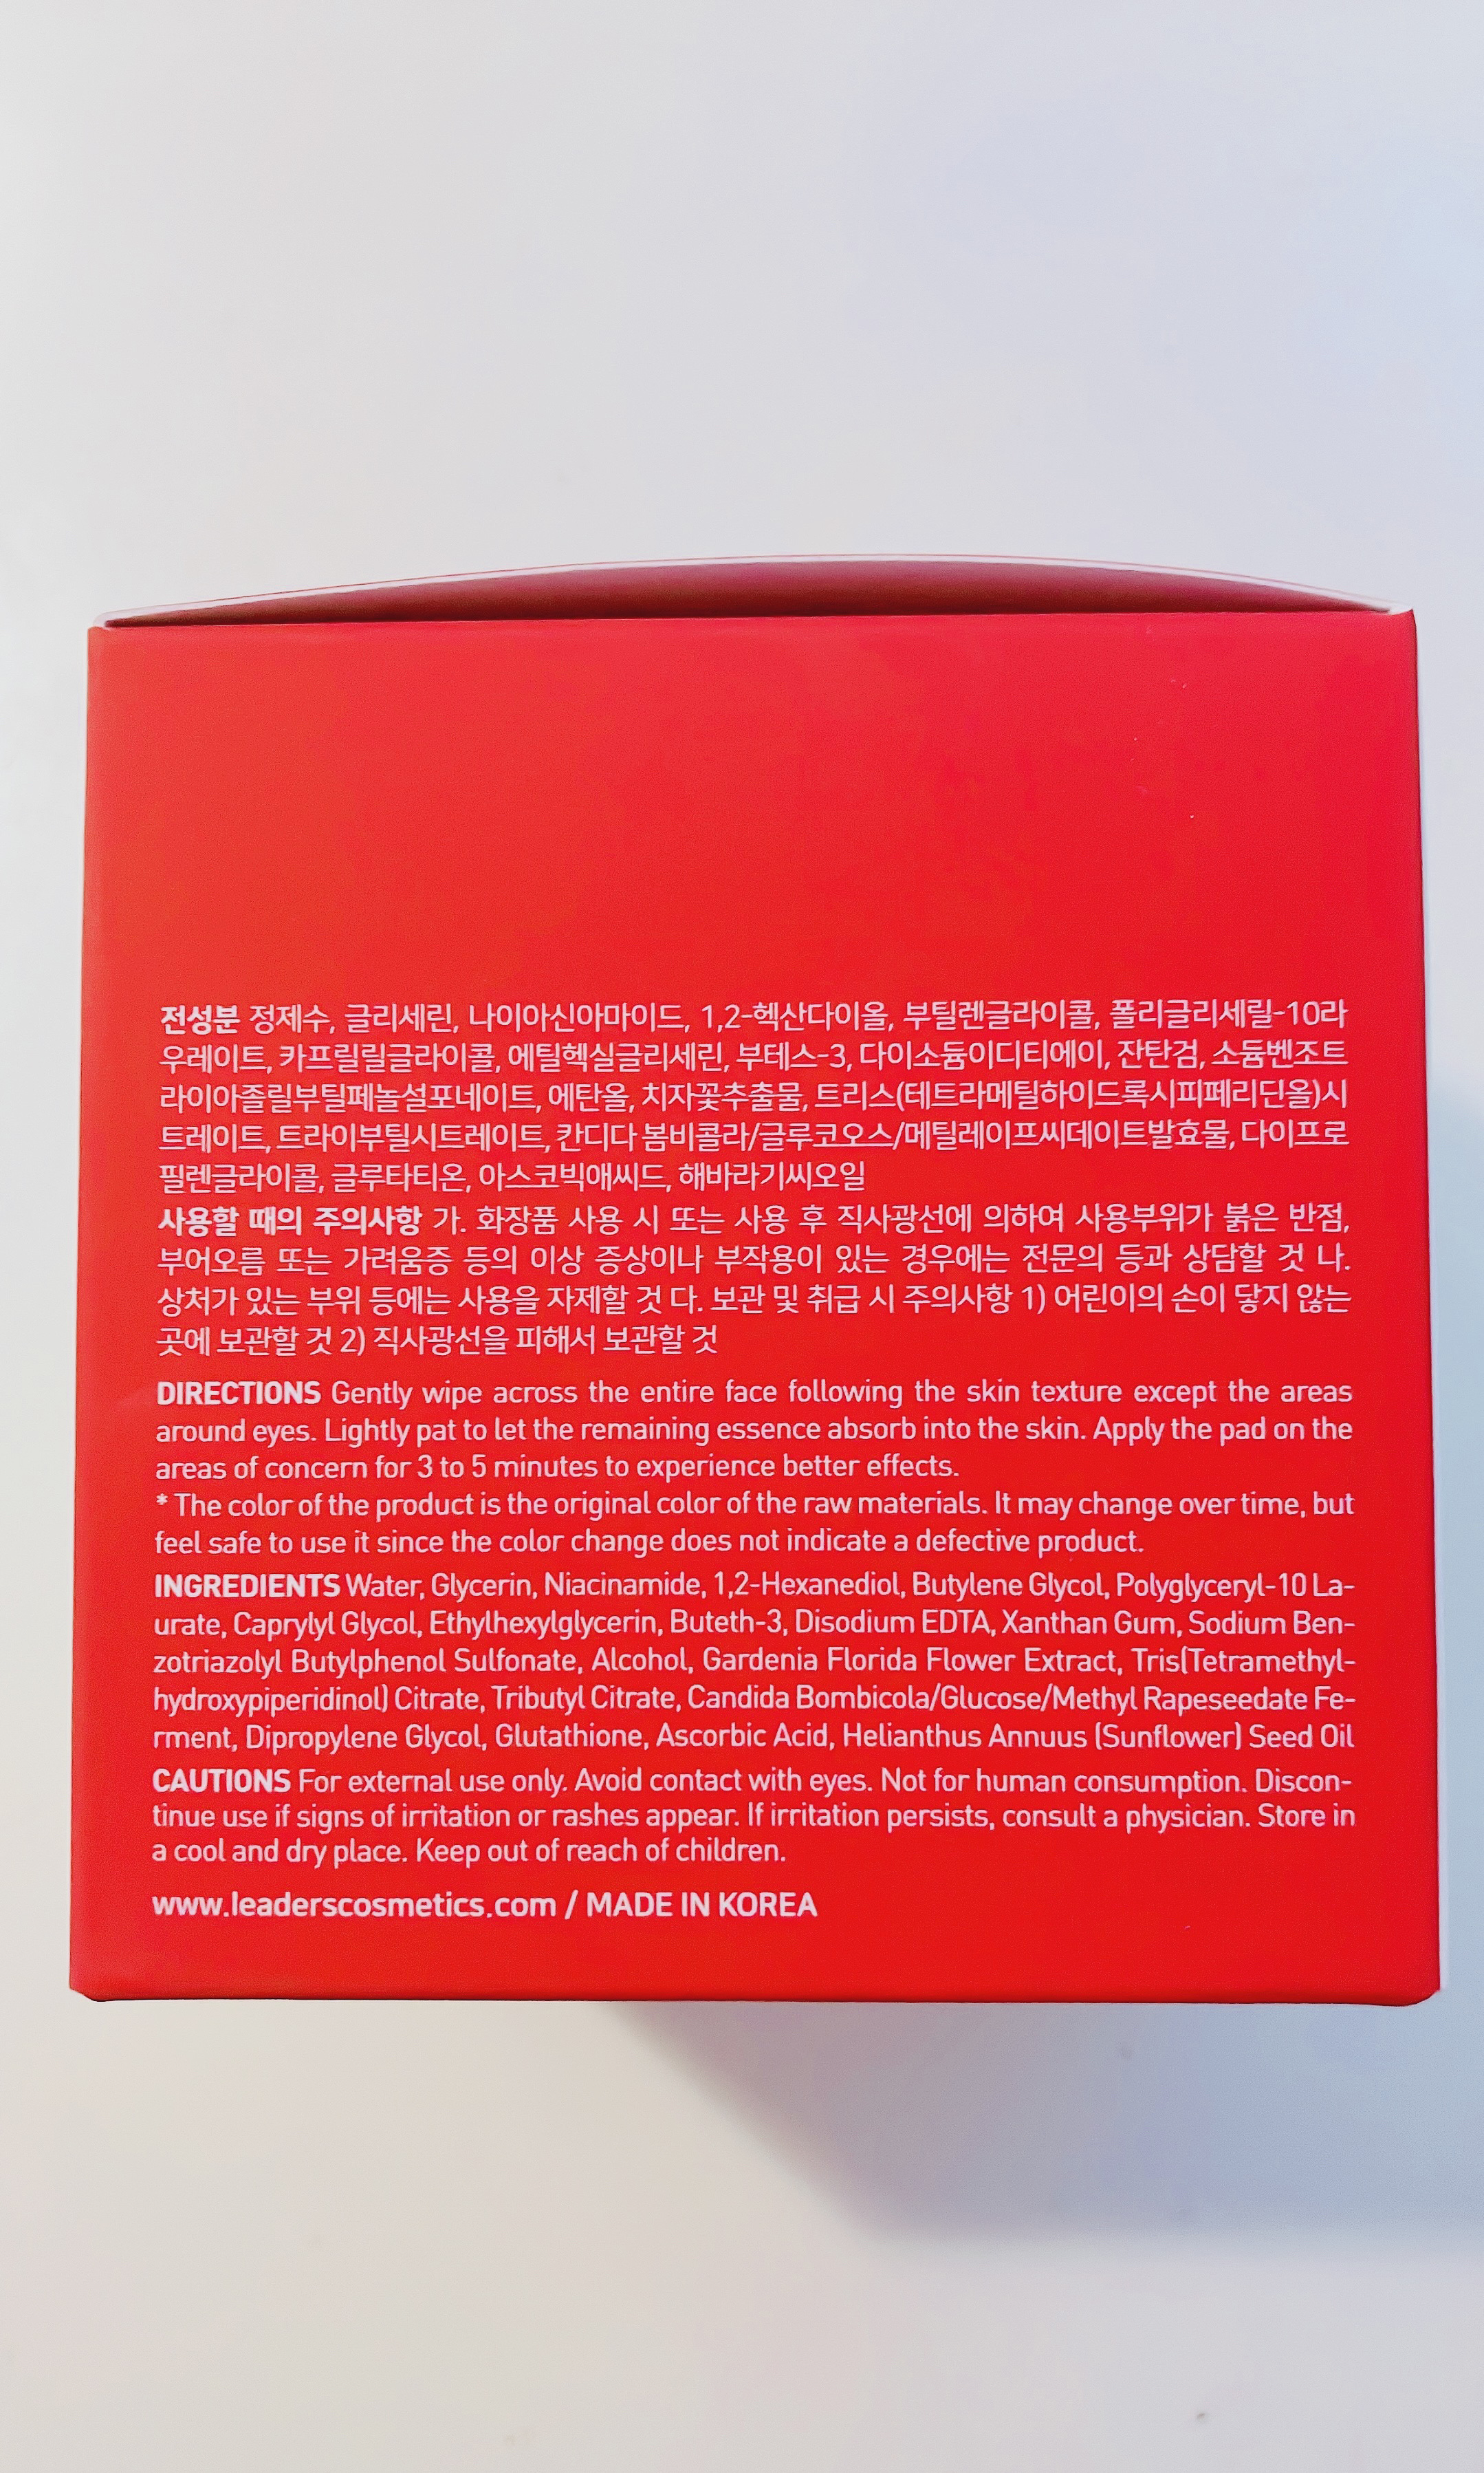 전성분 정제수, 글리세린, 나이아신아마이드, 1,2-헥산다이올, 부틸렌글라이콜, 폴리글리세릴-10라
우레이트, 카프릴릴글라이콜, 에틸헥실글리세린, 부테스-3, 다이소듐이디티에이, 잔탄검, 소듐벤조트
라이아졸릴부틸페놀설포네이트, 에탄올, 치자꽃추출물, 트리스(테트라메틸하이드록시피페리딘올)시
트레이트, 트라이부틸시트레이트, 칸디다봄비콜라/글루코오스/메틸레이프씨데이트발효물, 다이프로
필렌글라이콜, 글루타티온, 아스코빅애씨드, 해바라기씨오일
사용할 때의 주의사항 가. 화장품 사용 시 또는 사용 후 직사광선에 의하여 사용부위가 붉은 반점,
부어오름 또는 가려움증 등의 이상 증상이나 부작용이 있는 경우에는 전문의 등과 상담할 것 나.
상처가 있는 부위 등에는 사용을 자제할 것 다. 보관 및 취급 시 주의사항 1) 어린이의 손이 닿지 않는
곳에 보관할 것 2) 직사광선을 피해서 보관할 것
DIRECTIONS Gently wipe across the entire face following the skin texture except the areas
around eyes. Lightly pat to let the remaining essence absorb into the skin. Apply the pad on the
areas of concern for 3 to 5 minutes to experience better effects.
* The color of the product is the original color of the raw materials. It may change over time, but
feel safe to use it since the color change does not indicate a defective product.
INGREDIENTS Water, Glycerin, Niacinamide, 1,2-Hexanediol, Butylene Glycol, Polyglyceryl-10 La-
urate, Caprylyl Glycol, Ethylhexylglycerin, Buteth-3, Disodium EDTA, Xanthan Gum, Sodium Ben-
zotriazolyl Butylphenol Sulfonate, Alcohol, Gardenia Florida Flower Extract, Tris(Tetramethyl-
hydroxypiperidinol) Citrate, Tributyl Citrate, Candida Bombicola/Glucose/Methyl Rapeseedate Fe-
rment, Dipropylene Glycol, Glutathione, Ascorbic Acid, Helianthus Annuus (Sunflower) Seed Oil
CAUTIONS For external use only. Avoid contact with eyes. Not for human consumption. Discon-
tinue use if signs of irritation or rashes appear. If irritation persists, consult a physician. Store in
a cool and dry place. Keep out of reach of children.
www.leaderscosmetics.com / MADE IN KOREA